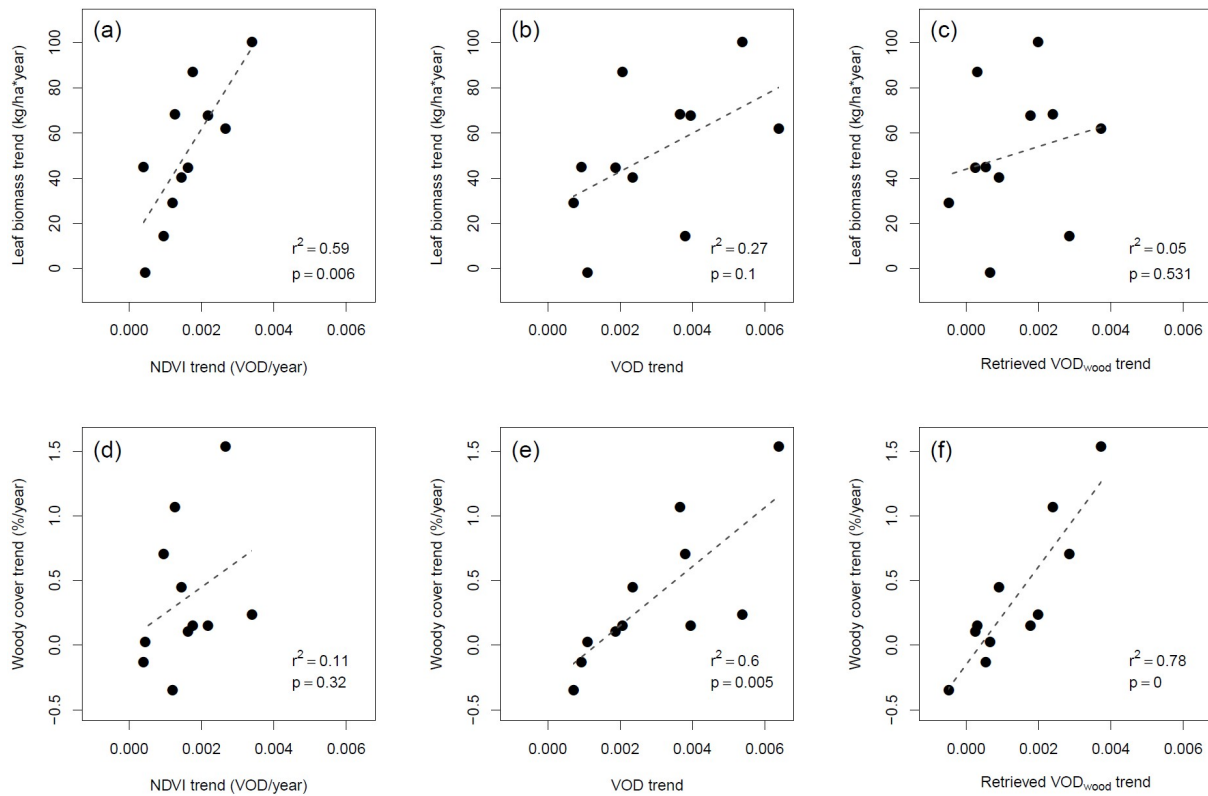 (a)
Leaf biomass trend (kg/ha*year)
100
80
60
40
20
0
r² = 0.59
p = 0.006
0.000 0.002 0.004 0.006
NDVI trend (VOD/year)
(b)
Leaf biomass trend (kg/ha*year)
100
80
60
40
20
0
r² = 0.27
p = 0.1
0.000 0.002 0.004 0.006
VOD trend
(c)
Leaf biomass trend (kg/ha*year)
100
80
60
40
20
0
r² = 0.05
p = 0.531
0.000 0.002 0.004 0.006
Retrieved VODwood trend
(d)
Woody cover trend (%/year)
1.5
1.0
0.5
0.0
−0.5
r² = 0.11
p = 0.32
0.000 0.002 0.004 0.006
NDVI trend (VOD/year)
(e)
Woody cover trend (%/year)
1.5
1.0
0.5
0.0
−0.5
r² = 0.6
p = 0.005
0.000 0.002 0.004 0.006
VOD trend
(f)
Woody cover trend (%/year)
1.5
1.0
0.5
0.0
−0.5
r² = 0.78
p = 0
0.000 0.002 0.004 0.006
Retrieved VODwood trend